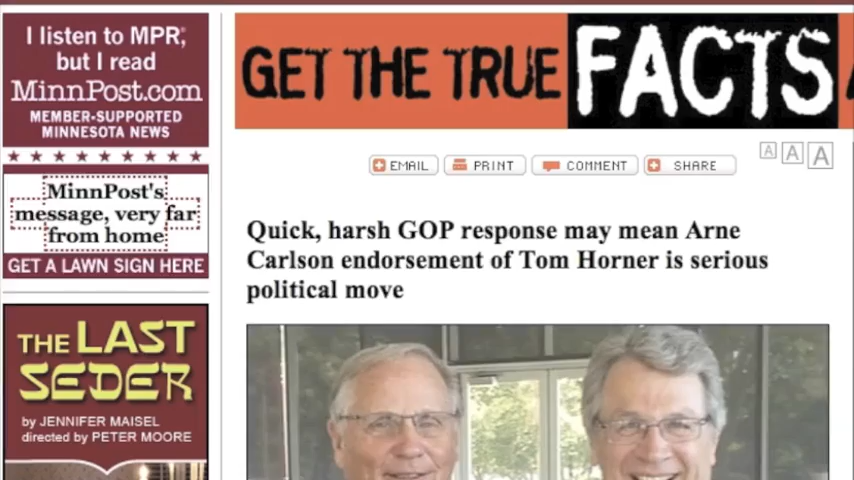 I listen to MPR,
but I read
MinnPost.com
MEMBER-SUPPORTED
MINNESOTA NEWS
MinnPost's
message, very far
from home
GET A LAWN SIGN HERE
THE LAST
SEDER
by JENNIFER MAISEL
directed by PETER MOORE
GET THE TRUE FACTS
EMAIL PRINT COMMENT SHARE A A A
Quick, harsh GOP response may mean Arne
Carlson endorsement of Tom Horner is serious
political move